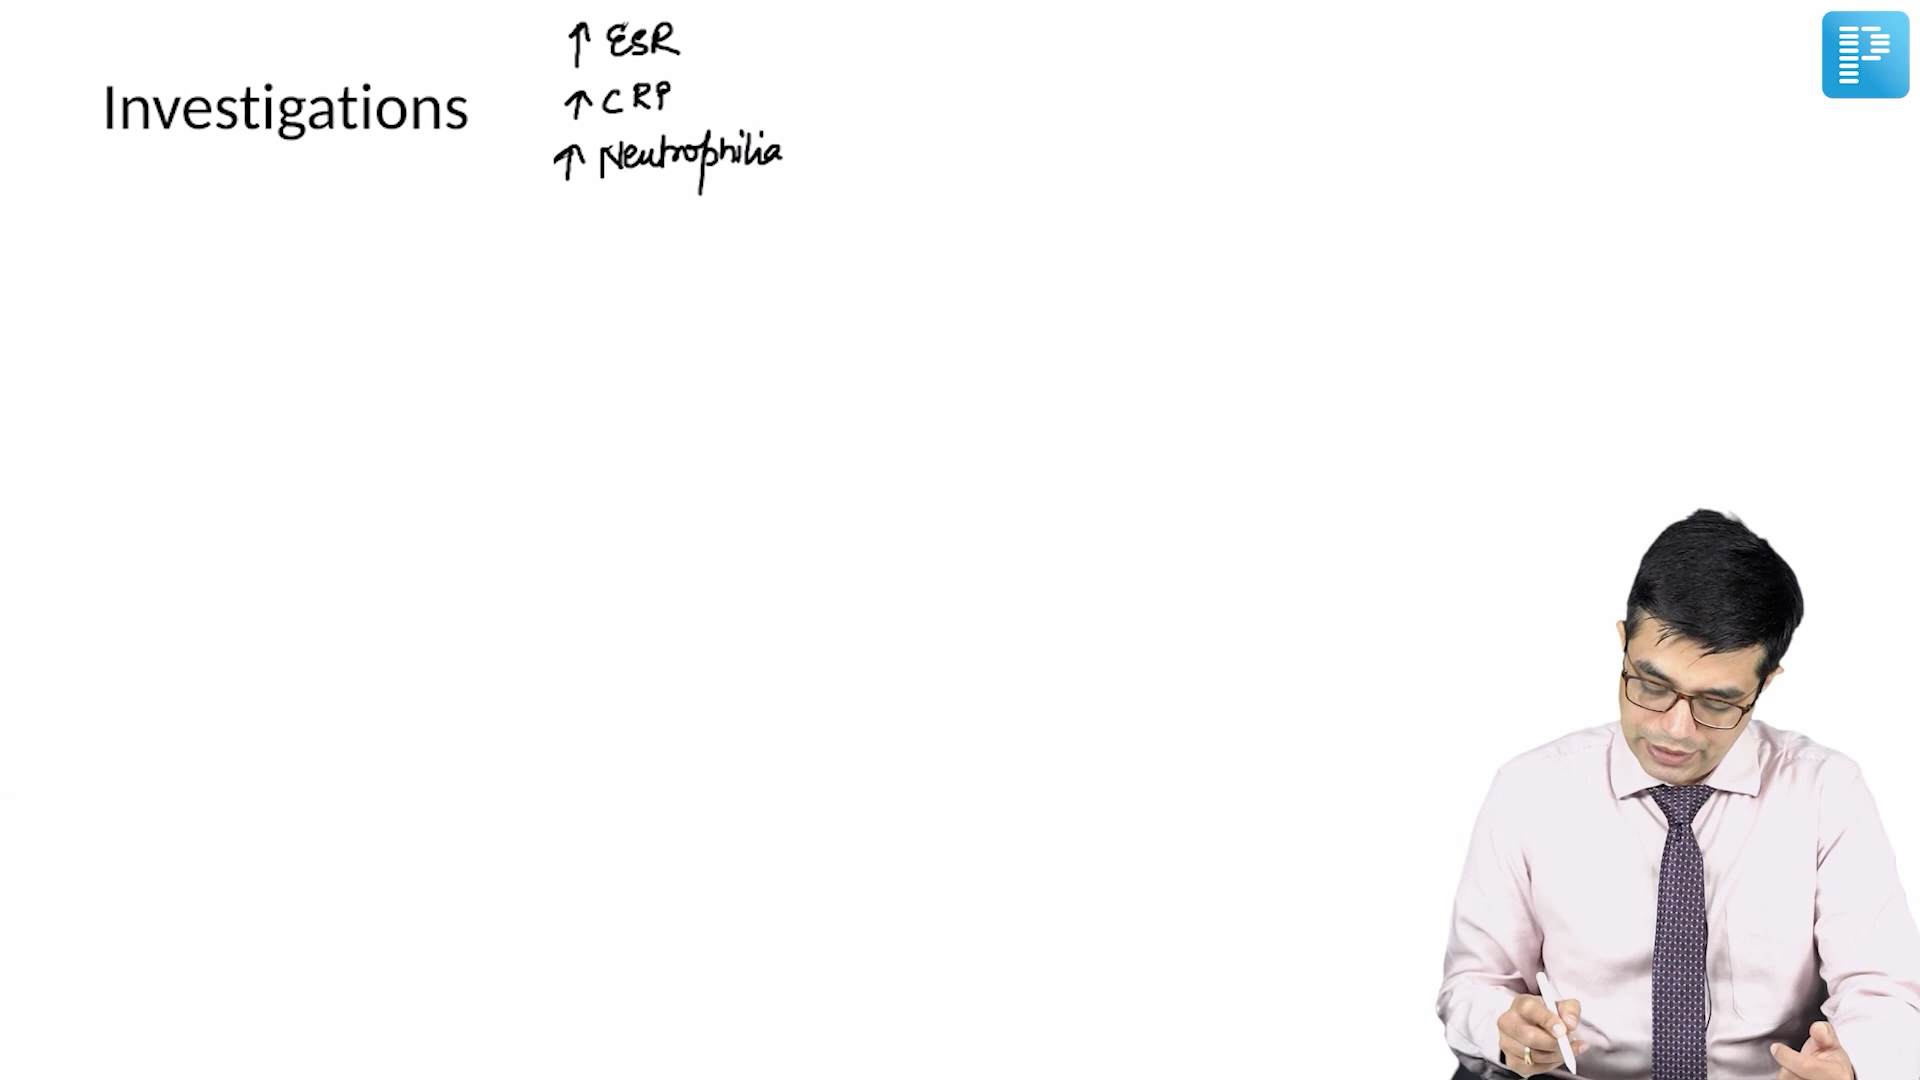 ↑ ESR
Investigations
↑ CRP
↑ Neutrophilia